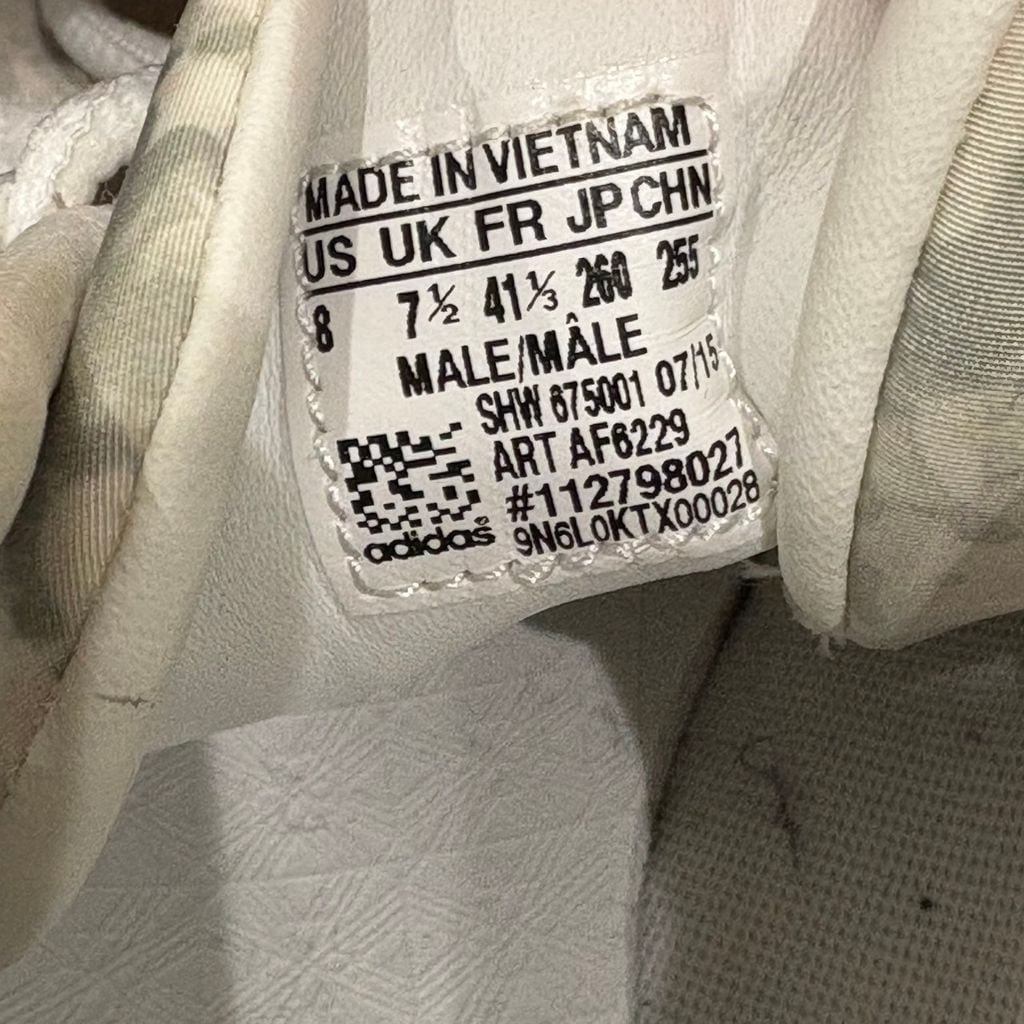 MADE IN VIETNAM
US UK FR JP CHN
8 7½ 41⅓ 260 255
MALE/MÂLE
SHW 675001 07/15
ART AF6229
#112798027
adidas® 9N6L0KTX00028